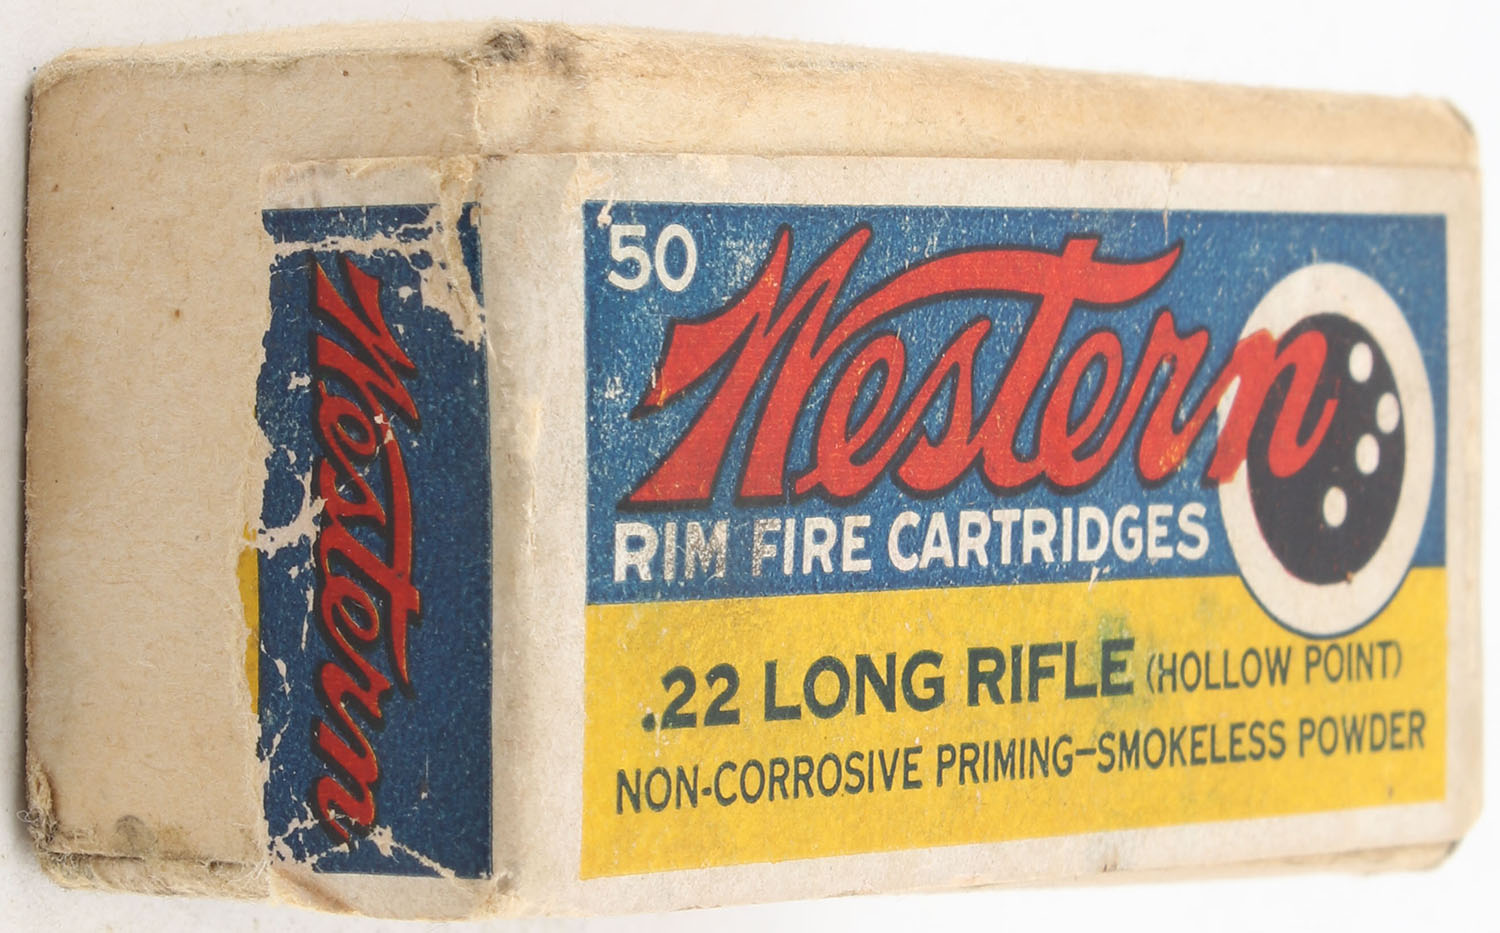 50
Western
RIM FIRE CARTRIDGES
.22 LONG RIFLE (HOLLOW POINT)
NON-CORROSIVE PRIMING-SMOKELESS POWDER
Western